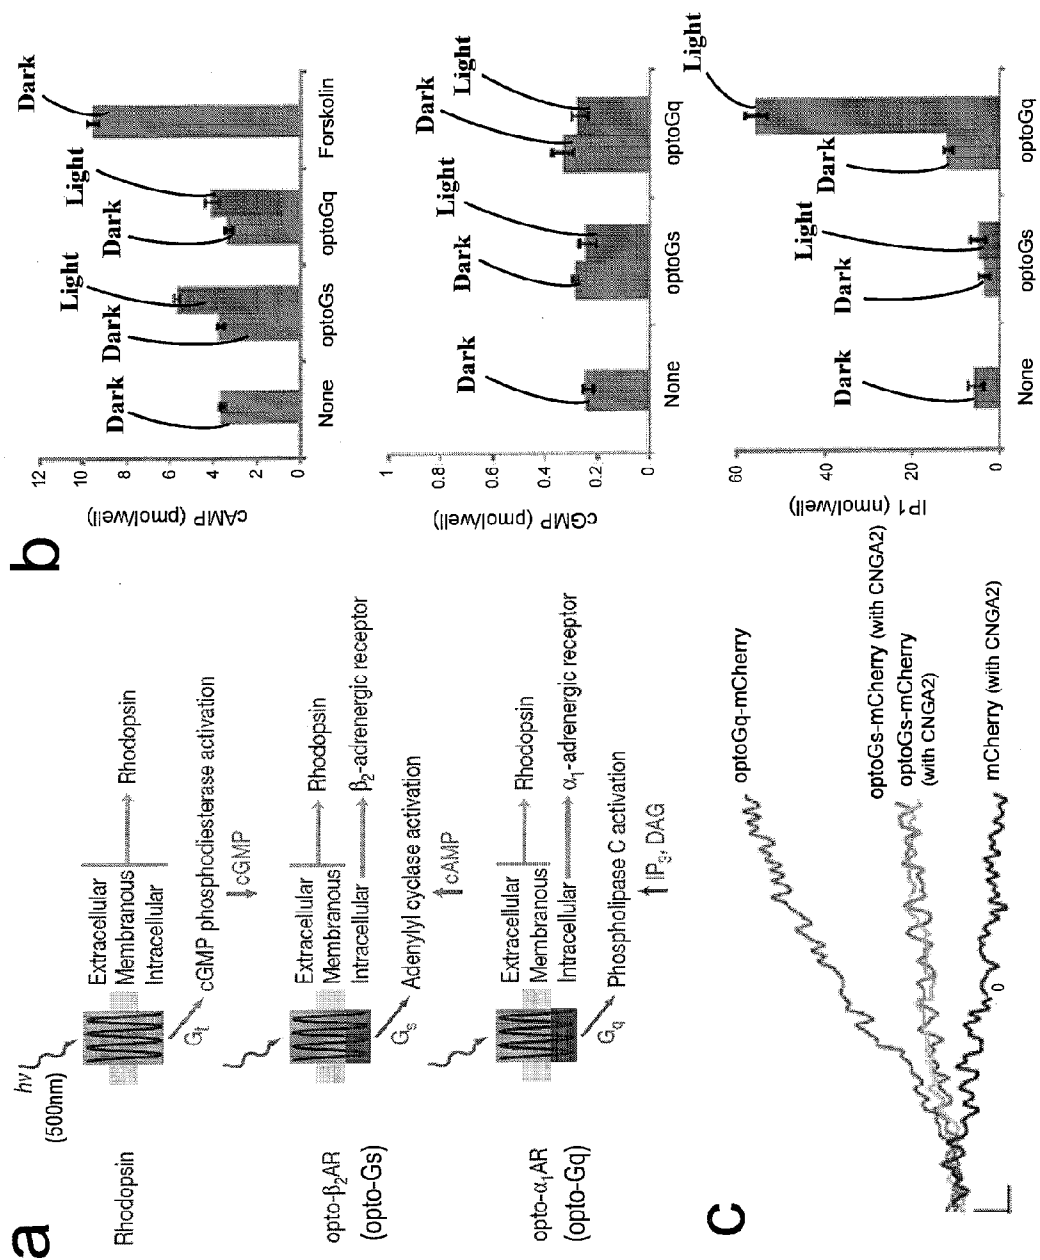 a
hν
(500nm)
Rhodopsin
Extracellular
Membranous
Intracellular
Rhodopsin
Gt
cGMP phosphodiesterase activation
cGMP
opto-β2AR
(opto-Gs)
Extracellular
Membranous
Intracellular
Rhodopsin
β2-adrenergic receptor
Gs
Adenylyl cyclase activation
cAMP
opto-α1AR
(opto-Gq)
Extracellular
Membranous
Intracellular
Rhodopsin
α1-adrenergic receptor
Gq
Phospholipase C activation
IP3, DAG
b
cAMP (pmol/well)
12
10
8
6
4
2
0
Dark
Dark
Light
Dark
Light
Dark
None
optoGs
optoGq
Forskolin
cGMP (pmol/well)
1
0.8
0.6
0.4
0.2
0
Dark
Dark
Light
Dark
Light
None
optoGs
optoGq
IP1 (nmol/well)
60
40
20
0
Dark
Dark
Light
Dark
Light
None
optoGs
optoGq
c
optoGq-mCherry
optoGs-mCherry (with CNGA2)
optoGs-mCherry
(with CNGA2)
mCherry (with CNGA2)
0